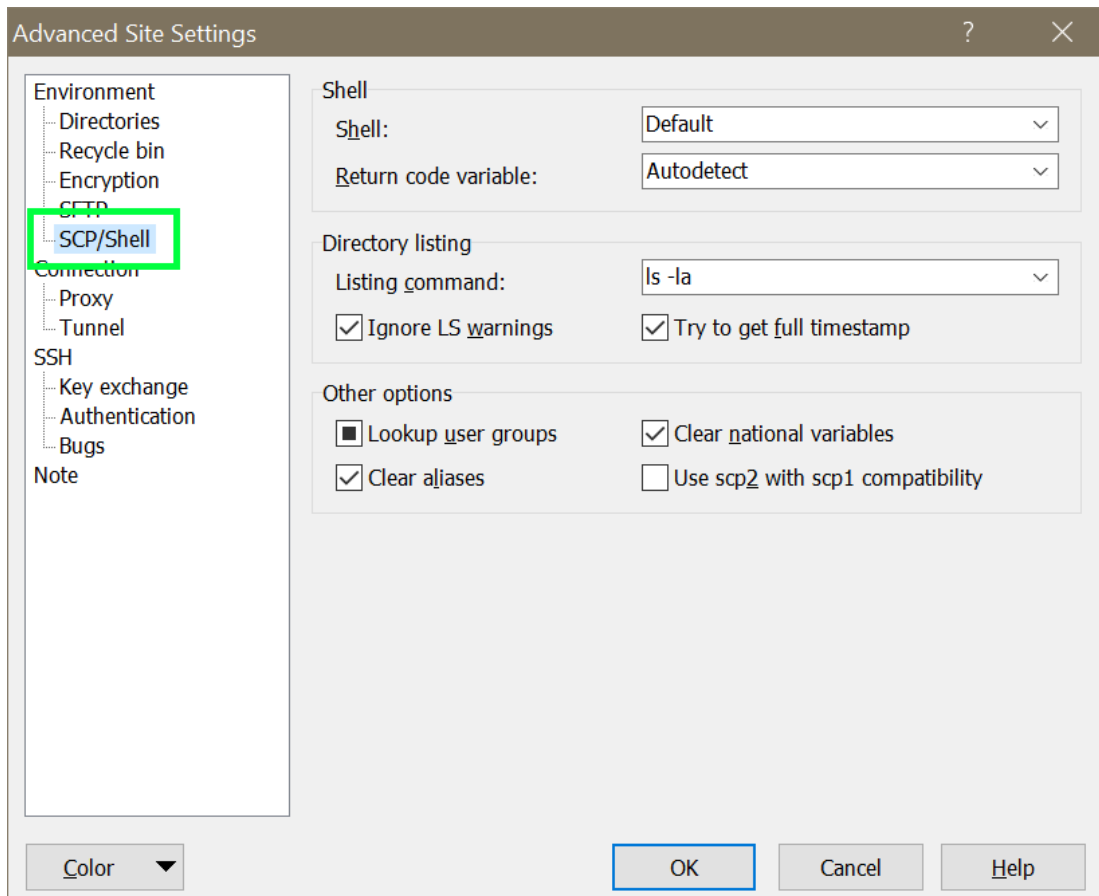 Advanced Site Settings ?
Environment
Directories
Recycle bin
Encryption
SFTP
SCP/Shell
Connection
Proxy
Tunnel
SSH
Key exchange
Authentication
Bugs
Note
Shell
Shell: Default
Return code variable: Autodetect
Directory listing
Listing command: ls -la
Ignore LS warnings Try to get full timestamp
Other options
Lookup user groups Clear national variables
Clear aliases Use scp2 with scp1 compatibility
Color OK Cancel Help